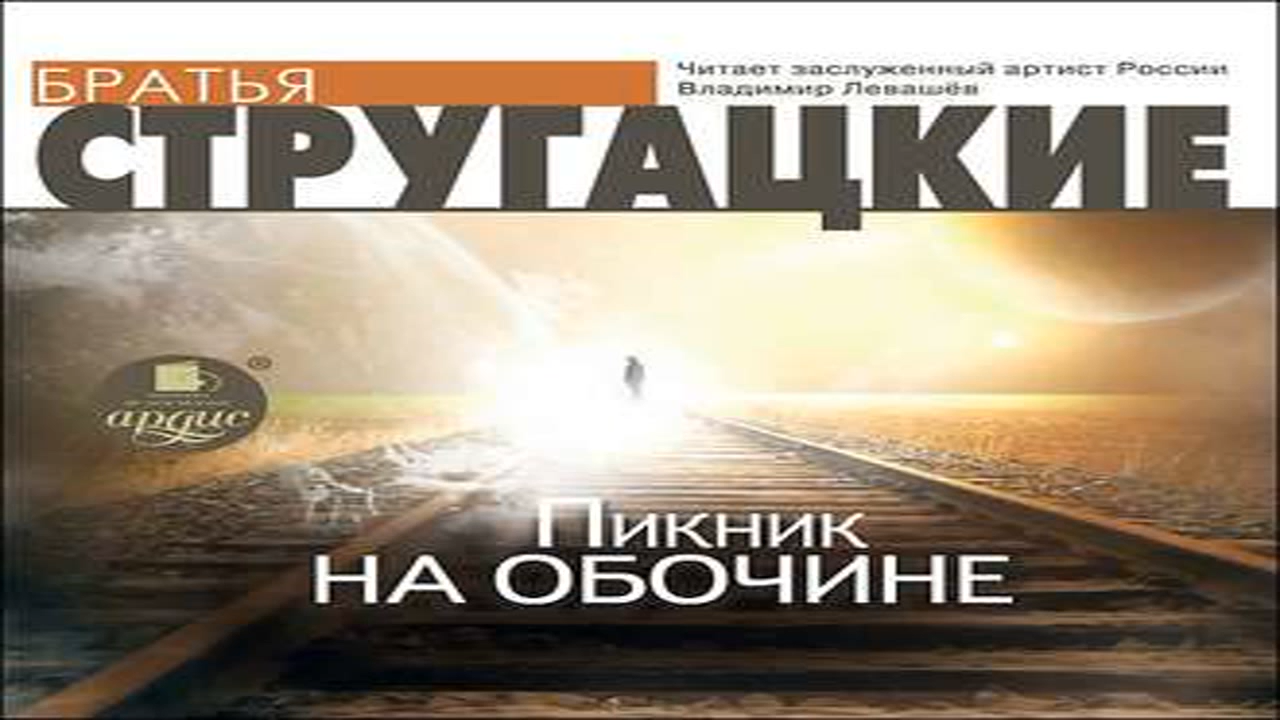 БРАТЬЯ
Читает заслуженный артист России
Владимир Левашёв
СТРУГАЦКИЕ
®
ардис
Пикник
НА ОБОЧИНЕ